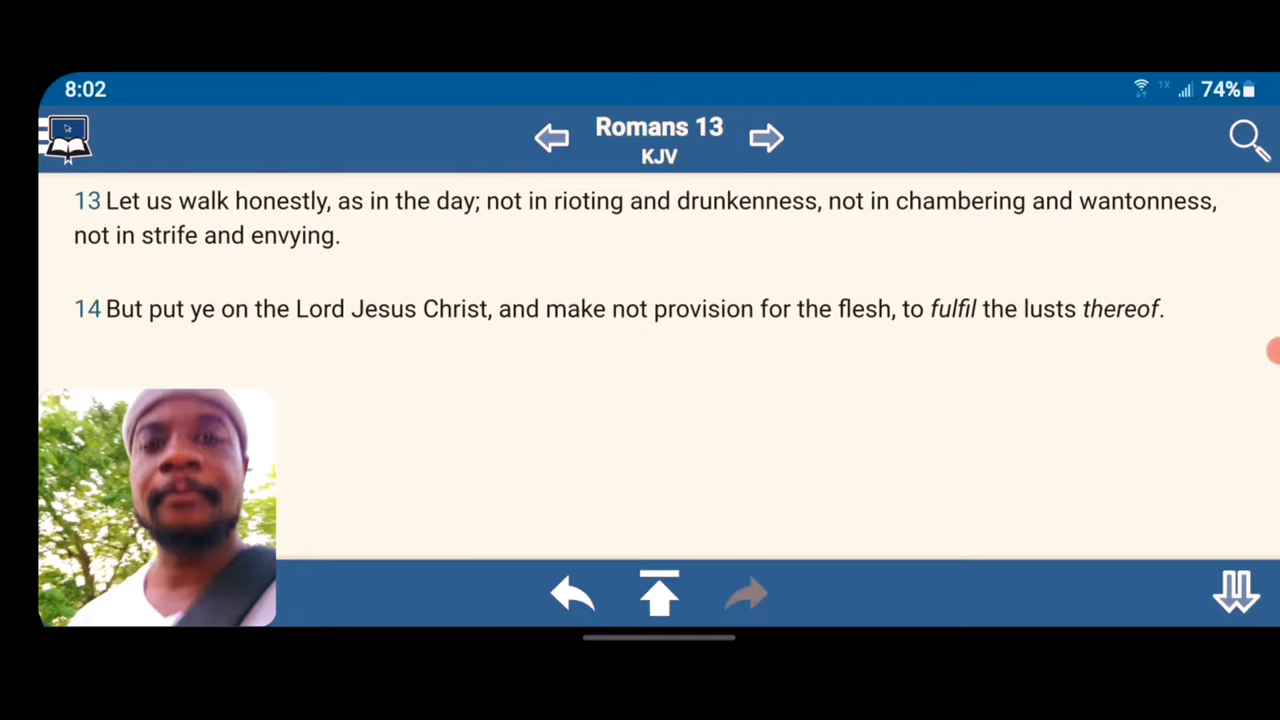 8:02
1X 74%
Romans 13
KJV
13 Let us walk honestly, as in the day; not in rioting and drunkenness, not in chambering and wantonness,
not in strife and envying.
14 But put ye on the Lord Jesus Christ, and make not provision for the flesh, to fulfil the lusts thereof.